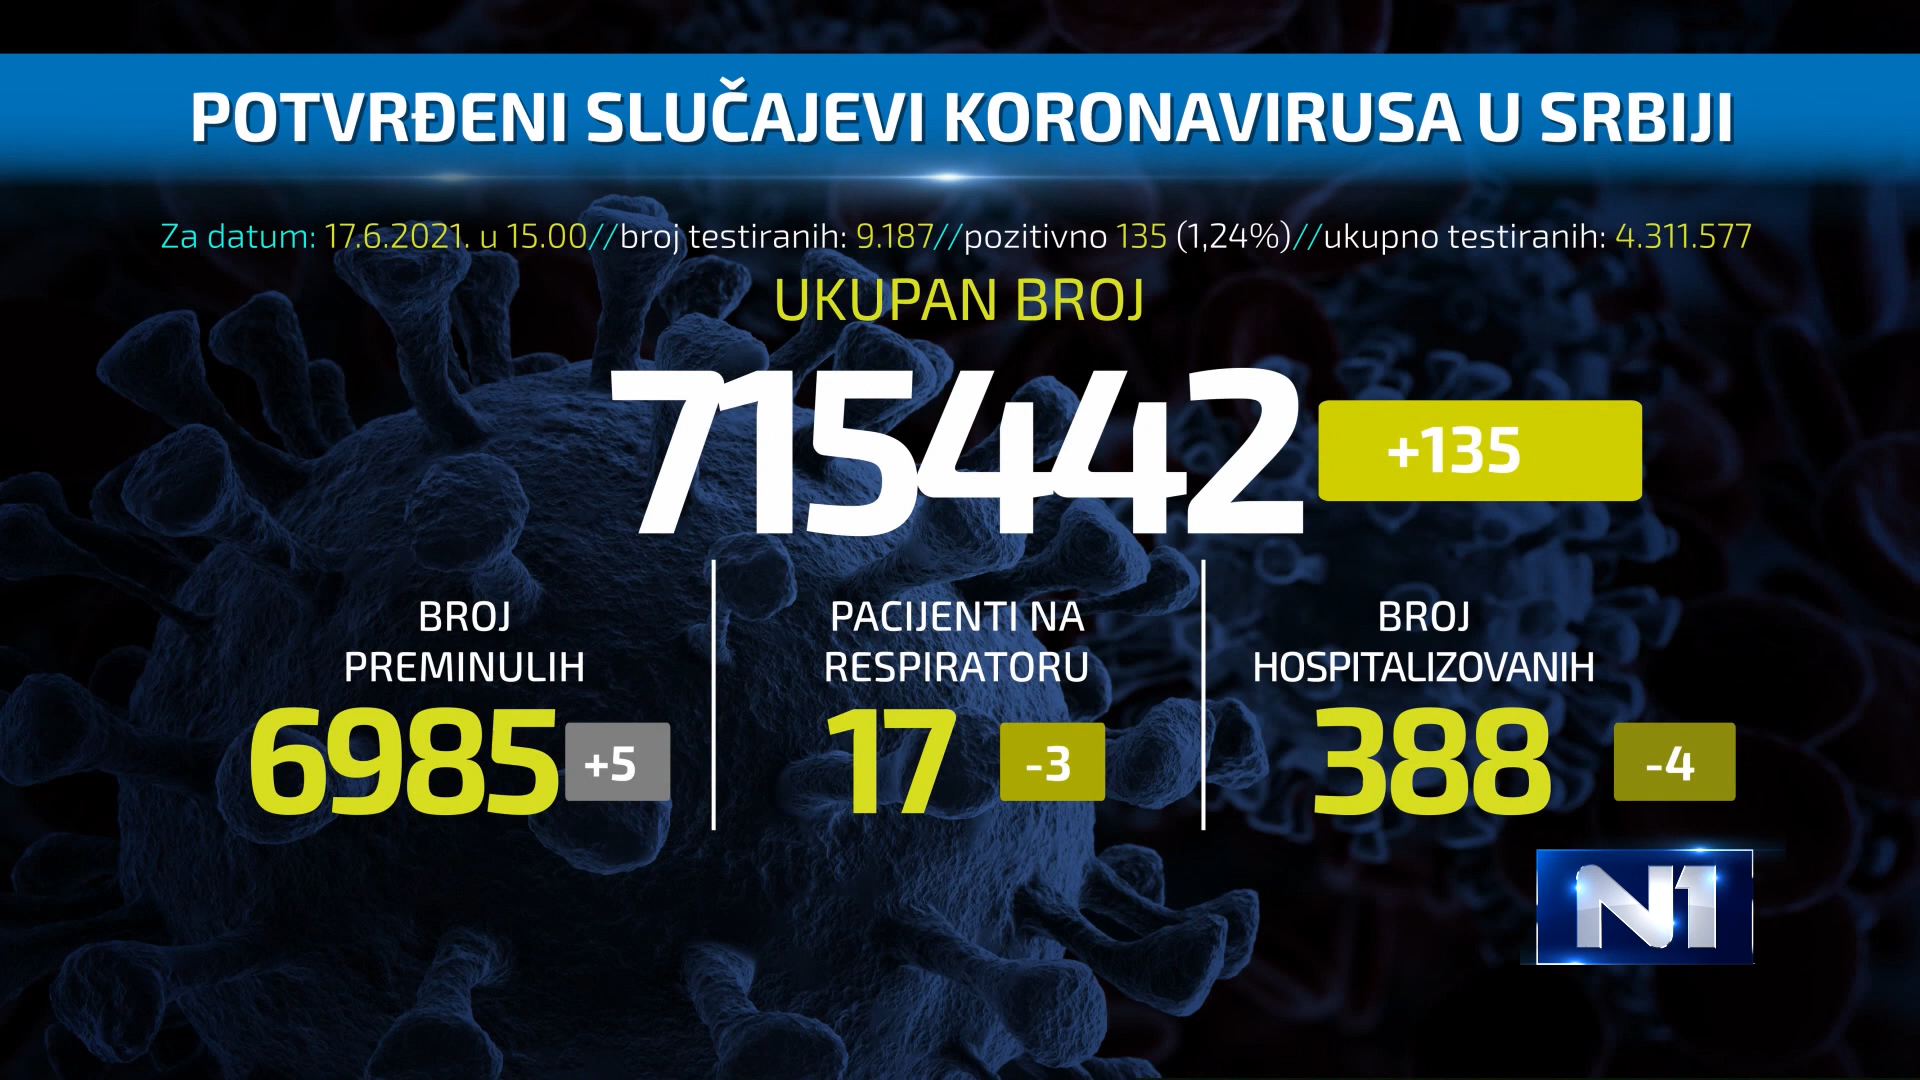 POTVRĐENI SLUČAJEVI KORONAVIRUSA U SRBIJI
Za datum: 17.6.2021. u 15.00//broj testiranih: 9.187//pozitivno 135 (1,24%)//ukupno testiranih: 4.311.577
UKUPAN BROJ
715442
+135
BROJ
PREMINULIH
6985
+5
PACIJENTI NA
RESPIRATORU
17
-3
BROJ
HOSPITALIZOVANIH
388
-4
N1